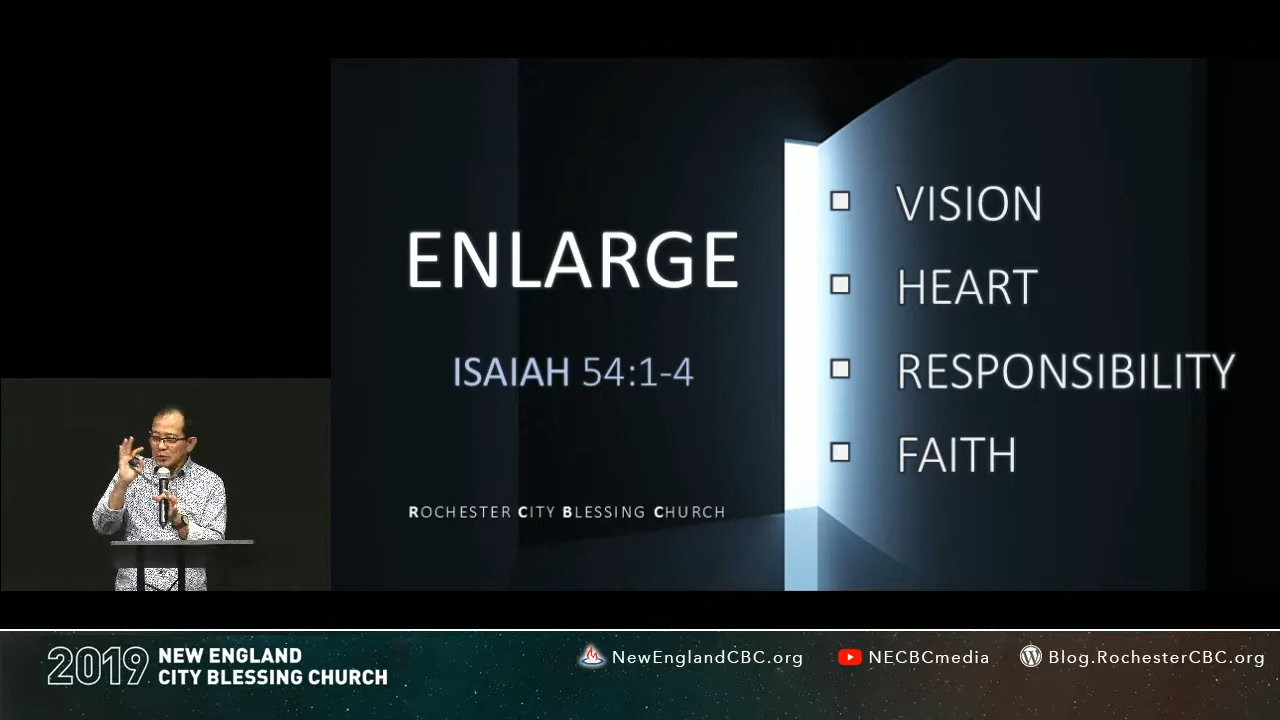 ENLARGE
ISAIAH 54:1-4
ROCHESTER CITY BLESSING CHURCH
VISION
HEART
RESPONSIBILITY
FAITH
2019 NEW ENGLAND
CITY BLESSING CHURCH
NewEnglandCBC.org
NECBCmedia
Blog.RochesterCBC.org